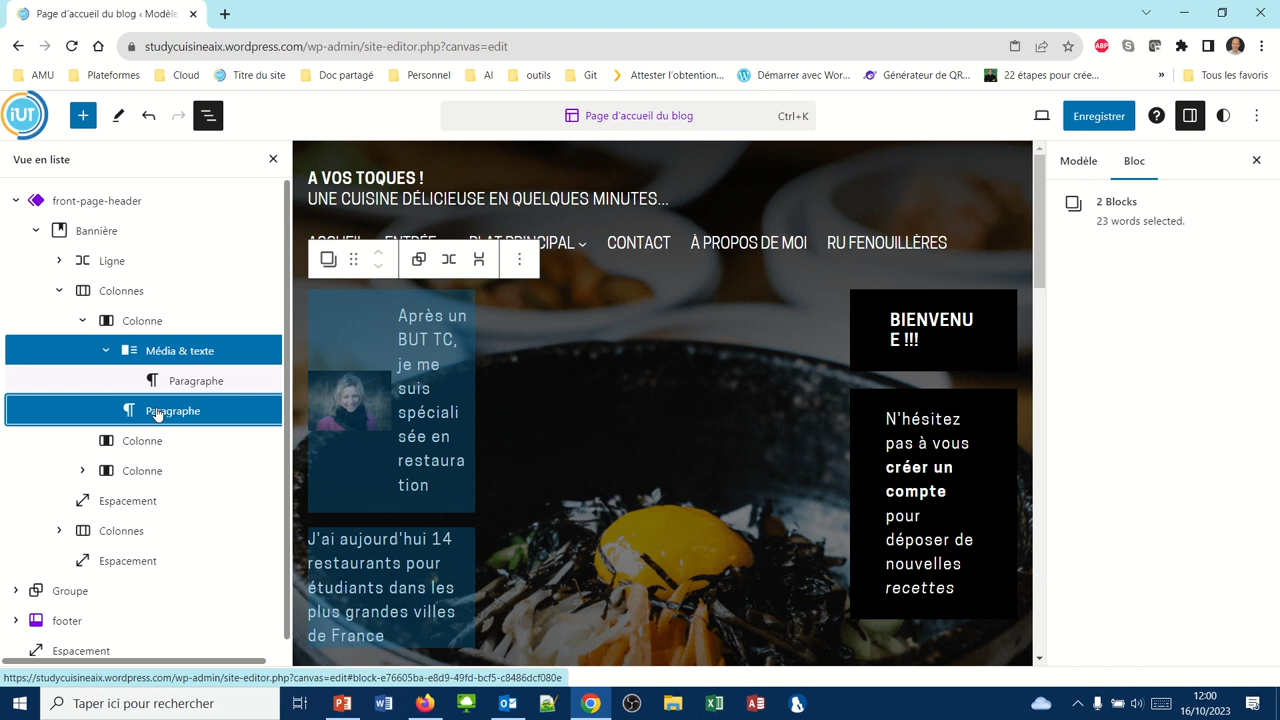 Page d'accueil du blog ‹ Modèle
studycuisineaix.wordpress.com/wp-admin/site-editor.php?canvas=edit
AMU
Plateformes
Cloud
Titre du site
Doc partagé
Personnel
AI
outils
Git
Attester l'obtention...
Démarrer avec Wor...
Générateur de QR...
22 étapes pour crée...
»
Tous les favoris
iUT
Page d'accueil du blog
Ctrl+K
Enregistrer
Vue en liste
front-page-header
Bannière
Ligne
Colonnes
Colonne
Média & texte
Paragraphe
Paragraphe
Colonne
Colonne
Espacement
Colonnes
Espacement
Groupe
footer
Espacement
A VOS TOQUES !
UNE CUISINE DÉLICIEUSE EN QUELQUES MINUTES...
ACCUEIL ENTRÉE PLAT PRINCIPAL CONTACT À PROPOS DE MOI RU FENOUILLÈRES
Après un
BUT TC,
je me
suis
spéciali
sée en
restaura
tion
J'ai aujourd'hui 14
restaurants pour
étudiants dans les
plus grandes villes
de France
BIENVENU
E !!!
N'hésitez
pas à vous
créer un
compte
pour
déposer de
nouvelles
recettes
Modèle
Bloc
2 Blocks
23 words selected.
https://studycuisineaix.wordpress.com/wp-admin/site-editor.php?canvas=edit#block-e76605ba-e8d9-49fd-bcf5-c8486dcf080e
Taper ici pour rechercher
12:00
16/10/2023